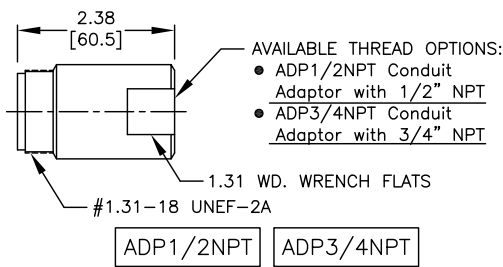 2.38
[60.5]
AVAILABLE THREAD OPTIONS:
● ADP1/2NPT Conduit
Adaptor with 1/2" NPT
● ADP3/4NPT Conduit
Adaptor with 3/4" NPT
1.31 WD. WRENCH FLATS
#1.31-18 UNEF-2A
ADP1/2NPT
ADP3/4NPT